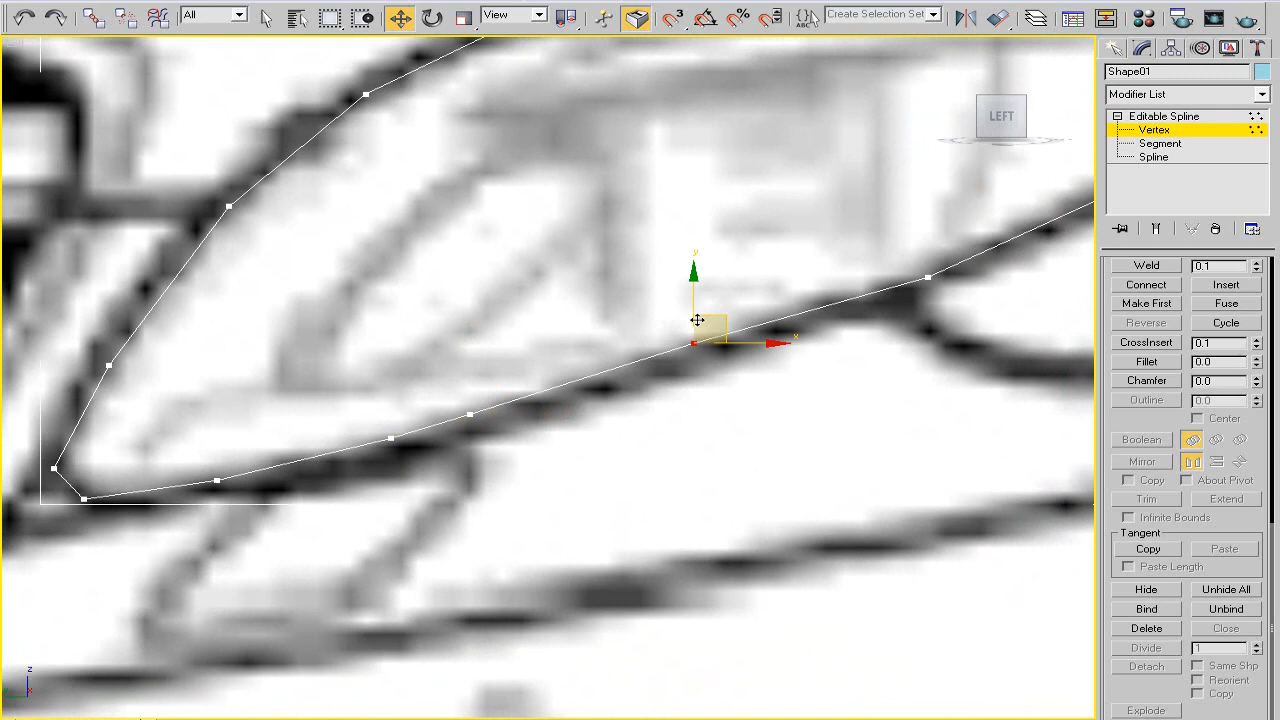 All
View
Create Selection Set
ABC
LEFT
Shape01
Modifier List
Editable Spline
Vertex
Segment
Spline
Weld 0.1
Connect Insert
Make First Fuse
Reverse Cycle
CrossInsert 0.1
Fillet 0.0
Chamfer 0.0
Outline 0.0
Center
Boolean
Mirror
Copy About Pivot
Trim Extend
Infinite Bounds
Tangent
Copy Paste
Paste Length
Hide Unhide All
Bind Unbind
Delete Close
Divide 1
Detach Same Shp
Reorient
Copy
Explode
y
x
z